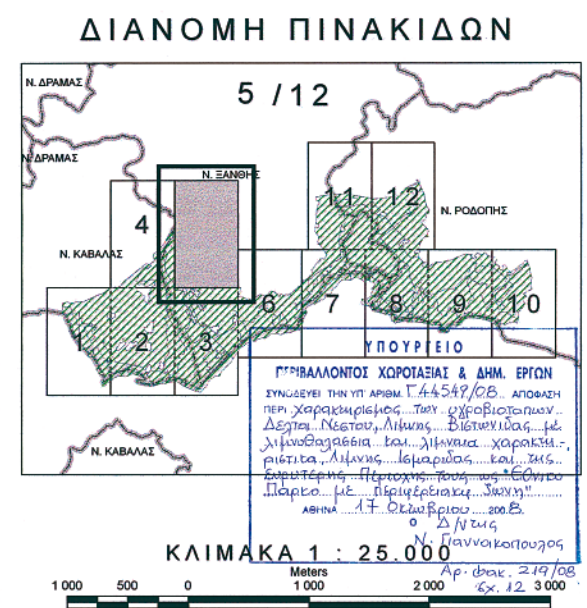 ΔΙΑΝΟΜΗ ΠΙΝΑΚΙΔΩΝ
5 /12
Ν. ΔΡΑΜΑΣ
Ν. ΔΡΑΜΑΣ
Ν. ΞΑΝΘΗΣ
Ν. ΡΟΔΟΠΗΣ
Ν. ΚΑΒΑΛΑΣ
Ν. ΚΑΒΑΛΑΣ
11 12
4
1 2 3 6 7 8 9 10
ΥΠΟΥΡΓΕΙΟ
ΠΕΡΙΒΑΛΛΟΝΤΟΣ ΧΩΡΟΤΑΞΙΑΣ & ΔΗΜ. ΕΡΓΩΝ
ΣΥΝΟΔΕΥΕΙ ΤΗΝ ΥΠ' ΑΡΙΘΜ. Γ44549/08 ΑΠΟΦΑΣΗ
ΠΕΡΙ Χαρακτηρισμός των υγροβιοτόπων
Δέλτα Νέστου, Λίμνης Βιστωνίδας με
λιμνοθαλάσσια και λιμναία χαρακτη-
ριστικά, Λίμνης Ισμαρίδας και της
Ευρύτερης Περιοχής τους ως "Εθνικό
Πάρκο με Περιφερειακή Ζώνη"
ΑΘΗΝΑ 17 Οκτωβρίου 2008
ο Δ/ντης
Ν. Γιαννακόπουλος
ΚΛΙΜΑΚΑ 1 : 25.000
Αρ. φακ. 219/08
Σχ. 12
Meters
1 000 500 0 1 000 2 000 3 000